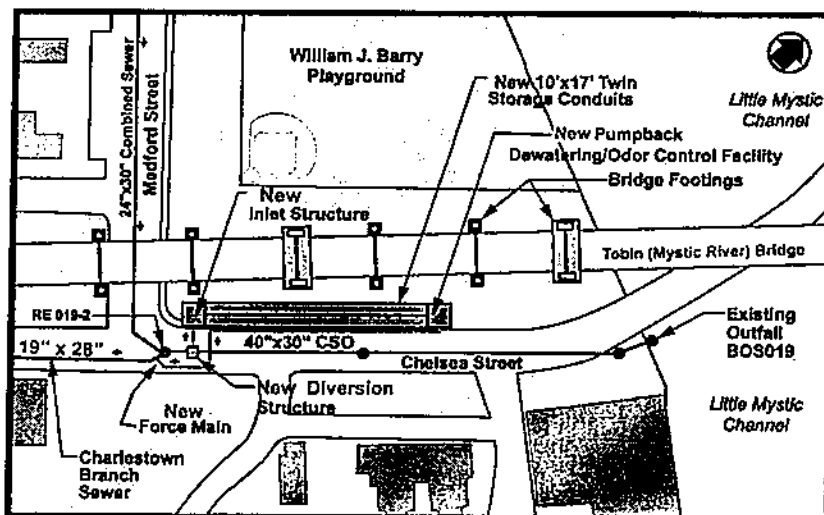 William J. Barry
Playground
New 10'x17' Twin
Storage Conduits
Little Mystic
Channel
24"x30" Combined Sewer
Medford Street
New Pumpback
Dewatering/Odor Control Facility
Bridge Footings
New
Inlet Structure
Tobin (Mystic River) Bridge
RE 019-2
Existing
Outfall
BOS019
19" x 28"
40"x30" CSO
Chelsea Street
New Diversion
Structure
New
Force Main
Little Mystic
Channel
Charlestown
Branch
Sewer